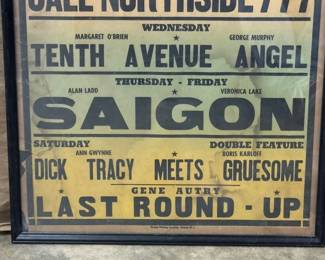 CALL NORTHSIDE 777
WEDNESDAY
MARGARET O'BRIEN ★ GEORGE MURPHY
TENTH AVENUE ANGEL
THURSDAY - FRIDAY
ALAN LADD ★ VERONICA LAKE
SAIGON
SATURDAY DOUBLE FEATURE
ANN GWYNNE ★ BORIS KARLOFF
DICK TRACY MEETS GRUESOME
GENE AUTRY
★ LAST ROUND - UP